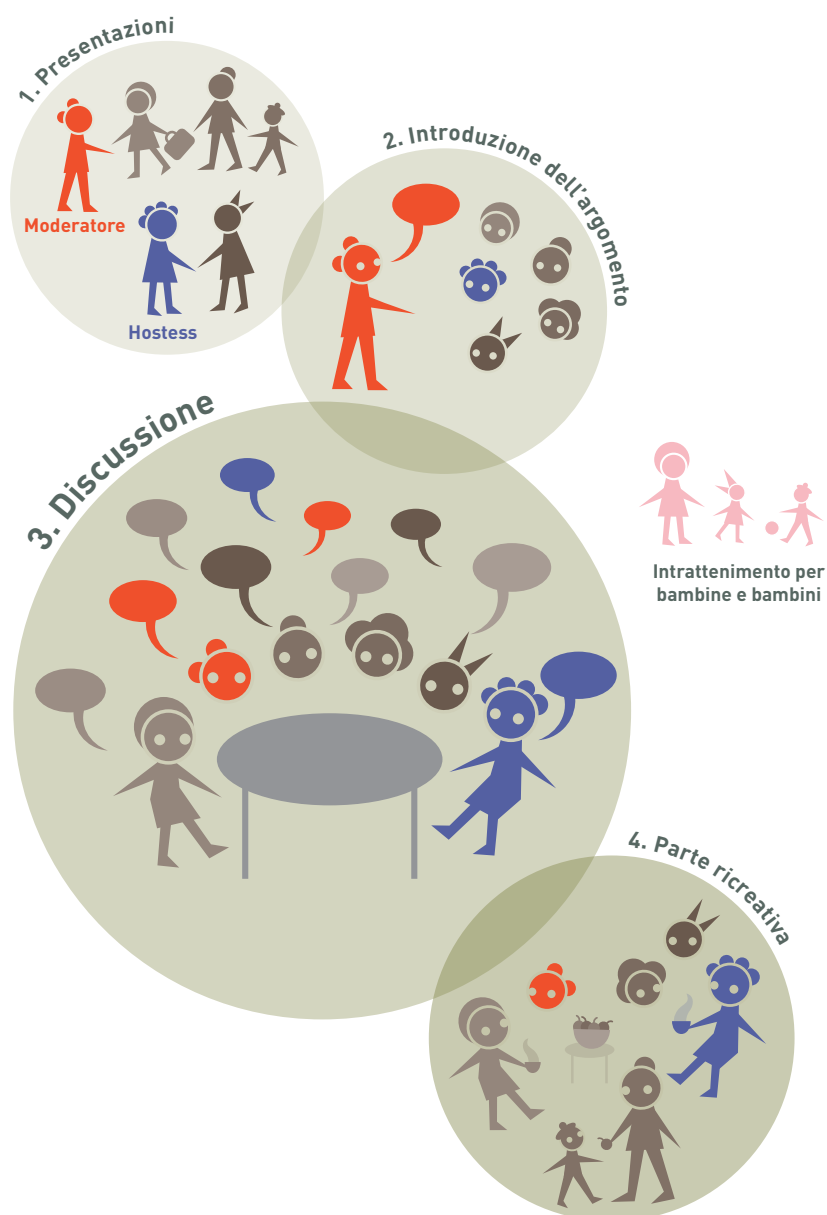 1. Presentazioni
Moderatore
Hostess
2. Introduzione dell'argomento
3. Discussione
Intrattenimento per
bambine e bambini
4. Parte ricreativa